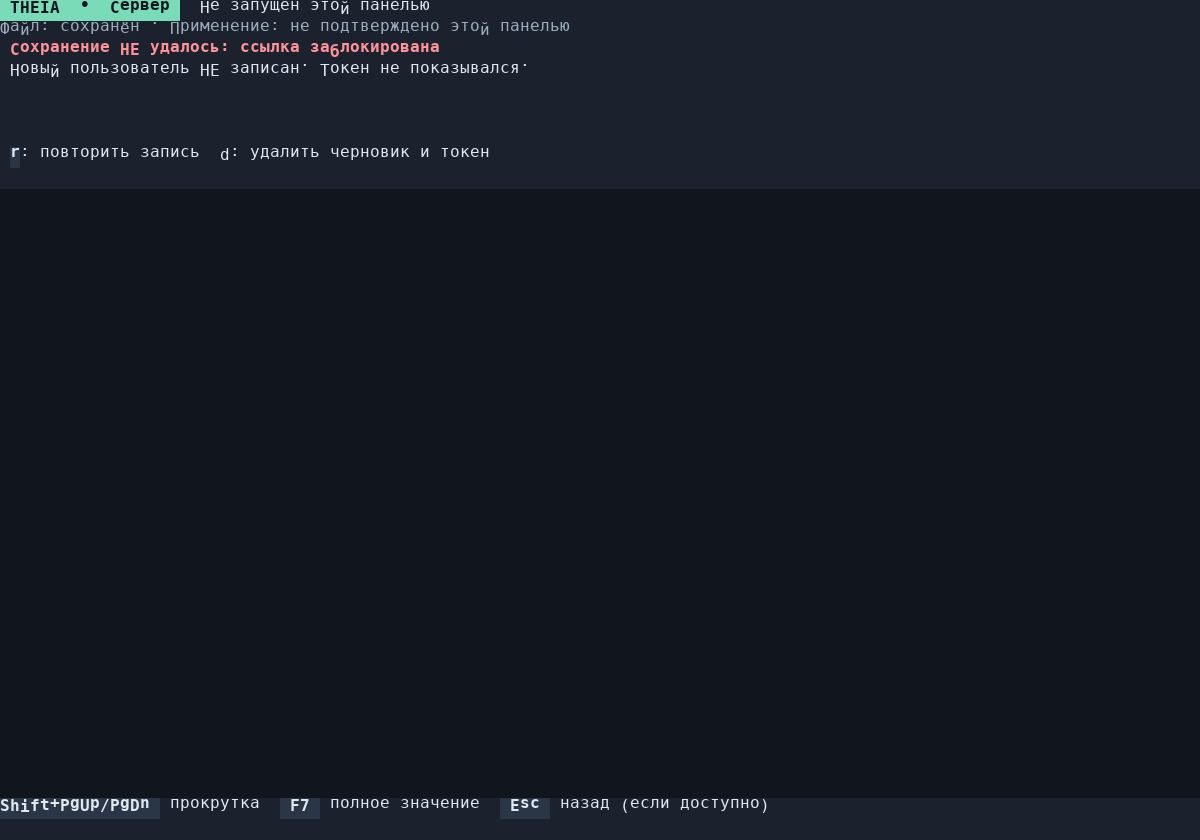 THEIA • Сервер Не запущен этой панелью
Файл: сохранён · Применение: не подтверждено этой панелью
Сохранение НЕ удалось: ссылка заблокирована
Новый пользователь НЕ записан. Токен не показывался.
r: повторить запись d: удалить черновик и токен
Shift+PgUp/PgDn прокрутка F7 полное значение Esc назад (если доступно)